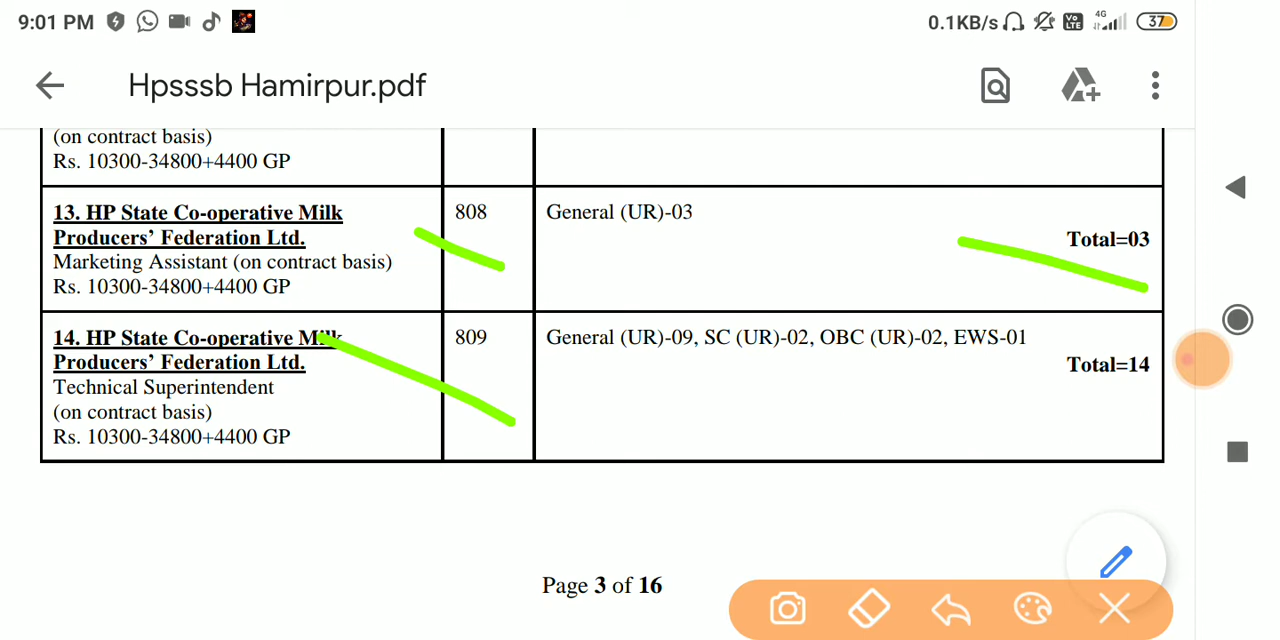 9:01 PM
0.1KB/s
Vo LTE
4G
37
Hpsssb Hamirpur.pdf
(on contract basis)
Rs. 10300-34800+4400 GP
13. HP State Co-operative Milk
Producers’ Federation Ltd.
Marketing Assistant (on contract basis)
Rs. 10300-34800+4400 GP
808
General (UR)-03
Total=03
14. HP State Co-operative Milk
Producers’ Federation Ltd.
Technical Superintendent
(on contract basis)
Rs. 10300-34800+4400 GP
809
General (UR)-09, SC (UR)-02, OBC (UR)-02, EWS-01
Total=14
Page 3 of 16